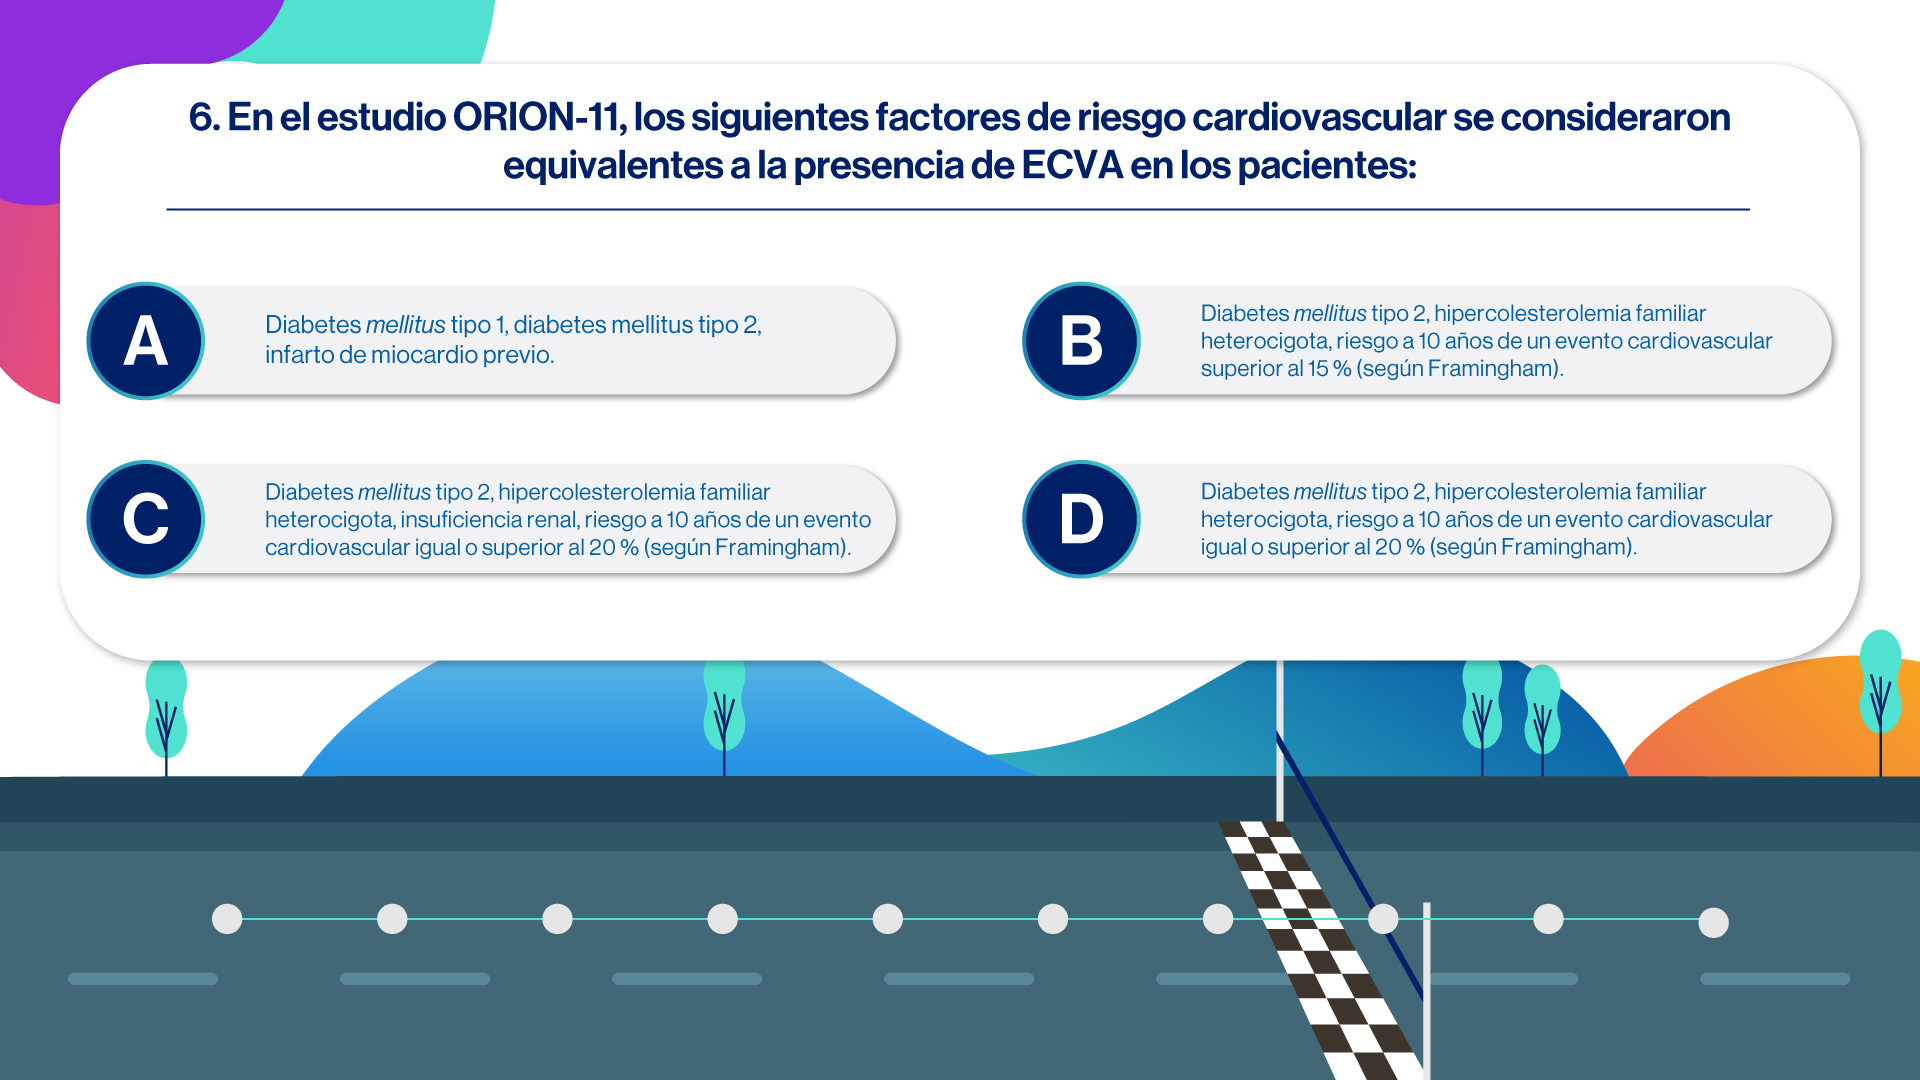 6. En el estudio ORION-11, los siguientes factores de riesgo cardiovascular se consideraron
equivalentes a la presencia de ECVA en los pacientes:
A
Diabetes mellitus tipo 1, diabetes mellitus tipo 2,
infarto de miocardio previo.
B
Diabetes mellitus tipo 2, hipercolesterolemia familiar
heterocigota, riesgo a 10 años de un evento cardiovascular
superior al 15 % (según Framingham).
C
Diabetes mellitus tipo 2, hipercolesterolemia familiar
heterocigota, insuficiencia renal, riesgo a 10 años de un evento
cardiovascular igual o superior al 20 % (según Framingham).
D
Diabetes mellitus tipo 2, hipercolesterolemia familiar
heterocigota, riesgo a 10 años de un evento cardiovascular
igual o superior al 20 % (según Framingham).